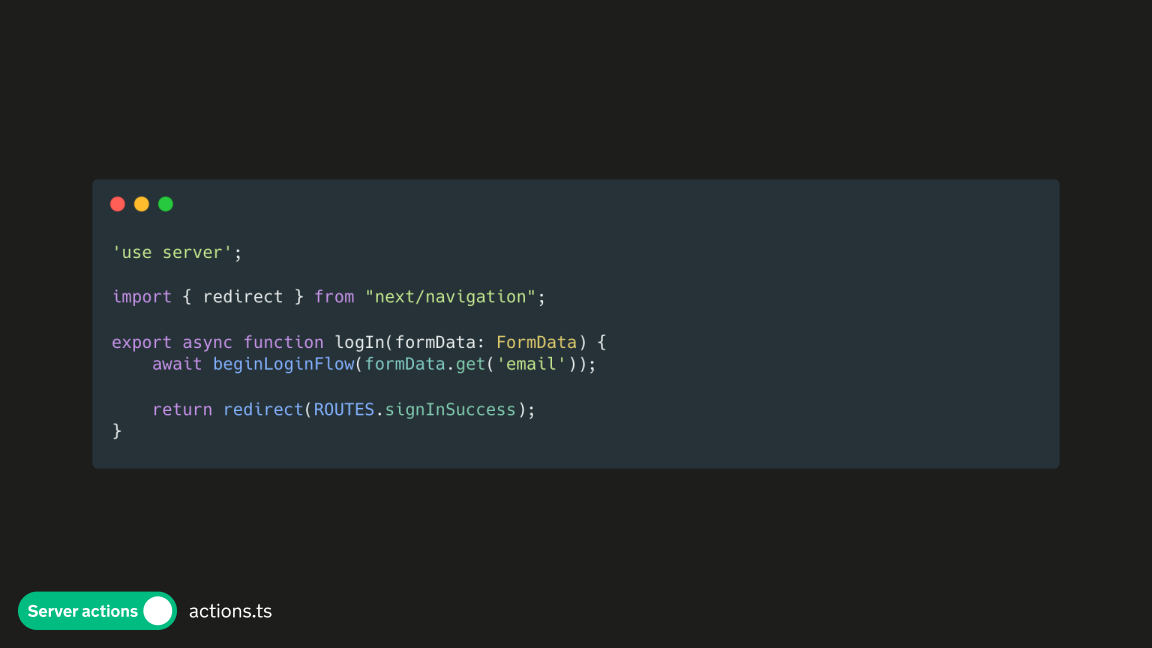 'use server';
import { redirect } from "next/navigation";
export async function logIn(formData: FormData) {
    await beginLoginFlow(formData.get('email'));
    return redirect(ROUTES.signInSuccess);
}
Server actions
actions.ts